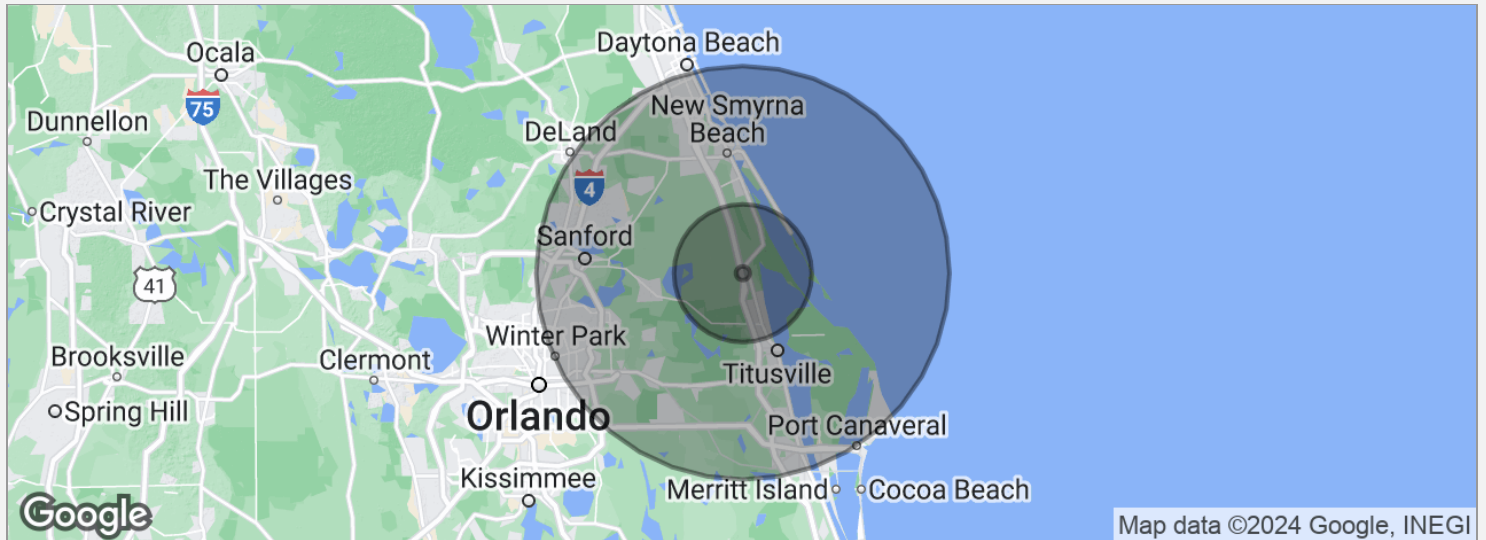 Daytona Beach
Ocala
75
New Smyrna
Beach
Dunnellon
DeLand
The Villages
4
Crystal River
Sanford
41
Winter Park
Brooksville
Clermont
Titusville
Spring Hill
Orlando
Port Canaveral
Kissimmee
Merritt Island
Cocoa Beach
Google
Map data ©2024 Google, INEGI